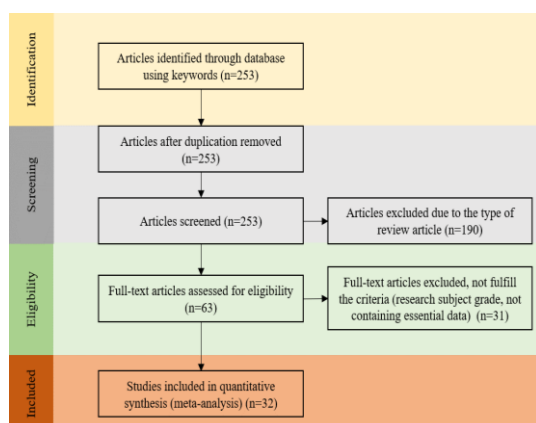 Identification
Articles identified through database
using keywords (n=253)
Screening
Articles after duplication removed
(n=253)
Articles screened (n=253)
Articles excluded due to the type of
review article (n=190)
Eligibility
Full-text articles assessed for eligibility
(n=63)
Full-text articles excluded, not fulfill
the criteria (research subject grade, not
containing essential data) (n=31)
Included
Studies included in quantitative
synthesis (meta-analysis) (n=32)